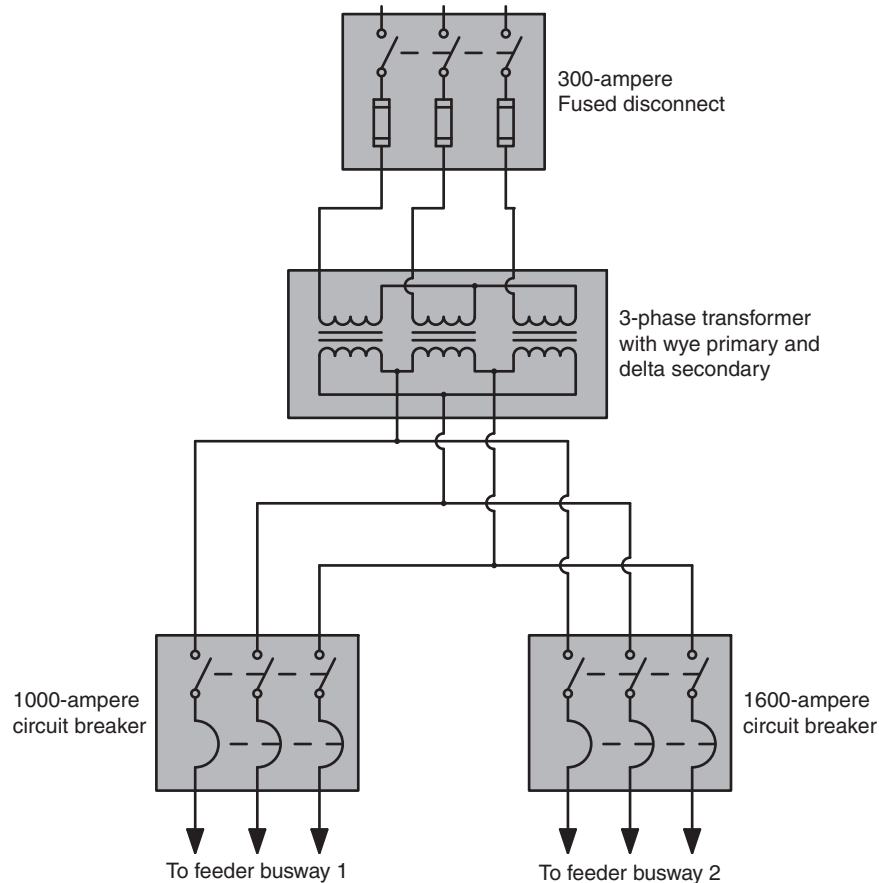 300-ampere
Fused disconnect
3-phase transformer
with wye primary and
delta secondary
1000-ampere
circuit breaker
1600-ampere
circuit breaker
To feeder busway 1
To feeder busway 2